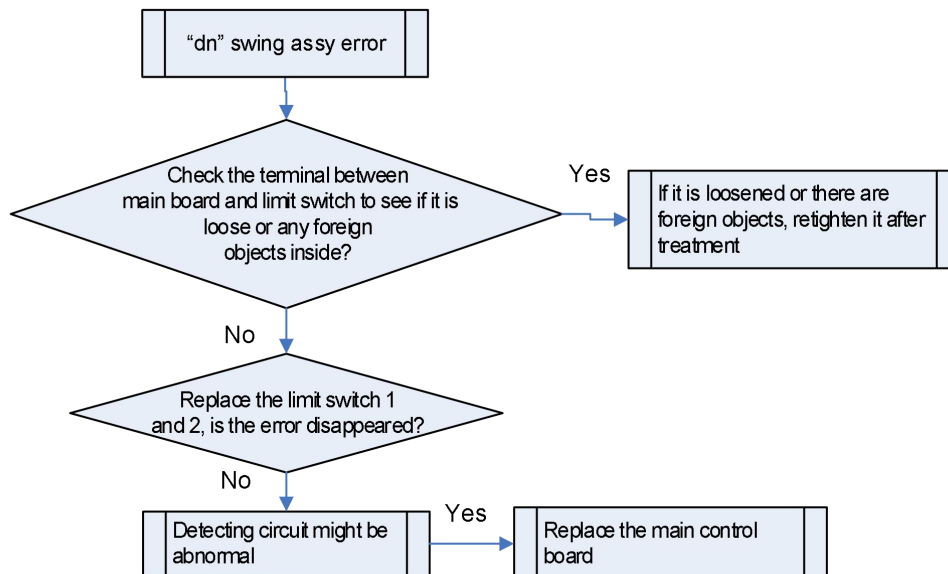 “dn” swing assy error
Check the terminal between
main board and limit switch to see if it is
loose or any foreign
objects inside?
Yes
If it is loosened or there are
foreign objects, retighten it after
treatment
No
Replace the limit switch 1
and 2, is the error disappeared?
No
Detecting circuit might be
abnormal
Yes
Replace the main control
board